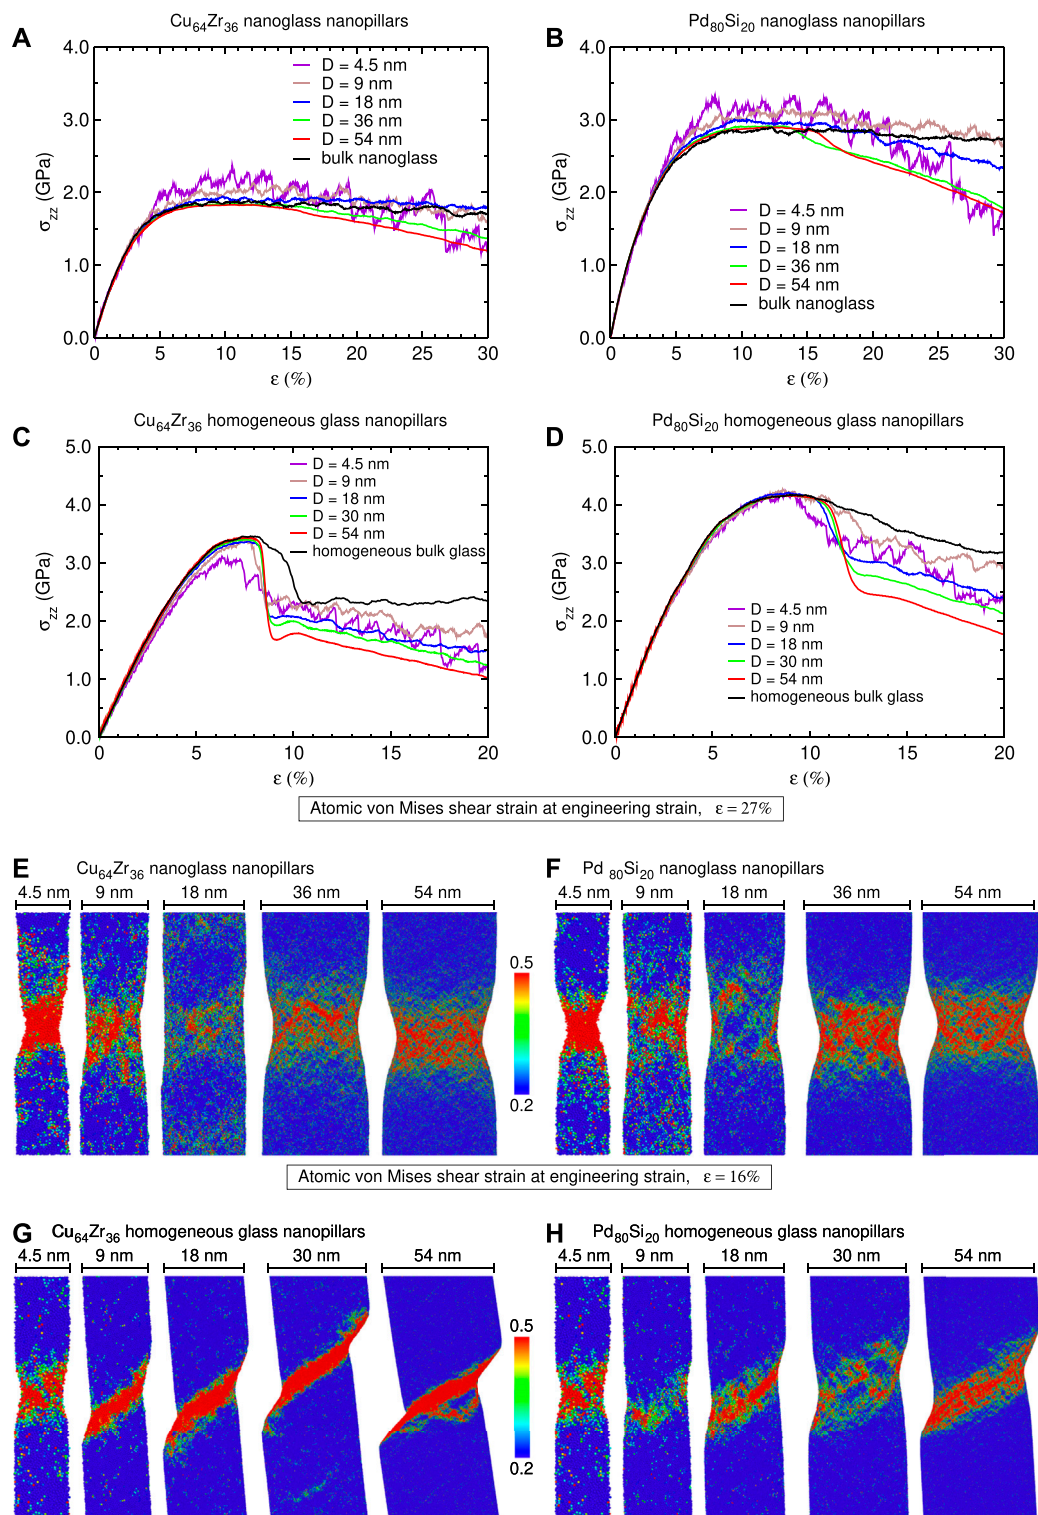 A
Cu64Zr36 nanoglass nanopillars
4.0
3.0
2.0
1.0
0.0
σzz (GPa)
D = 4.5 nm
D = 9 nm
D = 18 nm
D = 36 nm
D = 54 nm
bulk nanoglass
0 5 10 15 20 25 30
ε (%)
B
Pd80Si20 nanoglass nanopillars
4.0
3.0
2.0
1.0
0.0
σzz (GPa)
D = 4.5 nm
D = 9 nm
D = 18 nm
D = 36 nm
D = 54 nm
bulk nanoglass
0 5 10 15 20 25 30
ε (%)
C
Cu64Zr36 homogeneous glass nanopillars
5.0
4.0
3.0
2.0
1.0
0.0
σzz (GPa)
D = 4.5 nm
D = 9 nm
D = 18 nm
D = 30 nm
D = 54 nm
homogeneous bulk glass
0 5 10 15 20
ε (%)
D
Pd80Si20 homogeneous glass nanopillars
5.0
4.0
3.0
2.0
1.0
0.0
σzz (GPa)
D = 4.5 nm
D = 9 nm
D = 18 nm
D = 30 nm
D = 54 nm
homogeneous bulk glass
0 5 10 15 20
ε (%)
Atomic von Mises shear strain at engineering strain, ε = 27%
E
Cu64Zr36 nanoglass nanopillars
4.5 nm 9 nm 18 nm 36 nm 54 nm
F
Pd 80Si20 nanoglass nanopillars
4.5 nm 9 nm 18 nm 36 nm 54 nm
0.5
0.2
Atomic von Mises shear strain at engineering strain, ε = 16%
G
Cu64Zr36 homogeneous glass nanopillars
4.5 nm 9 nm 18 nm 30 nm 54 nm
H
Pd80Si20 homogeneous glass nanopillars
4.5 nm 9 nm 18 nm 30 nm 54 nm
0.5
0.2